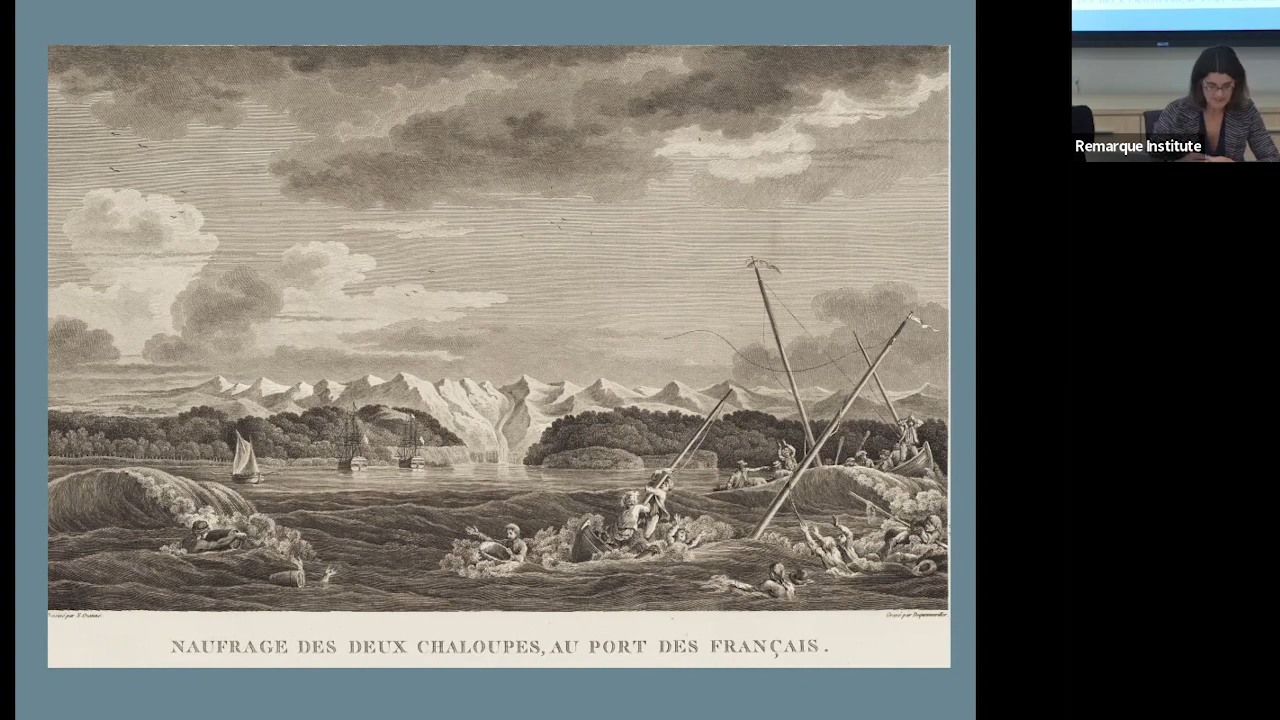 Remarque Institute
NAUFRAGE DES DEUX CHALOUPES, AU PORT DES FRANÇAIS.